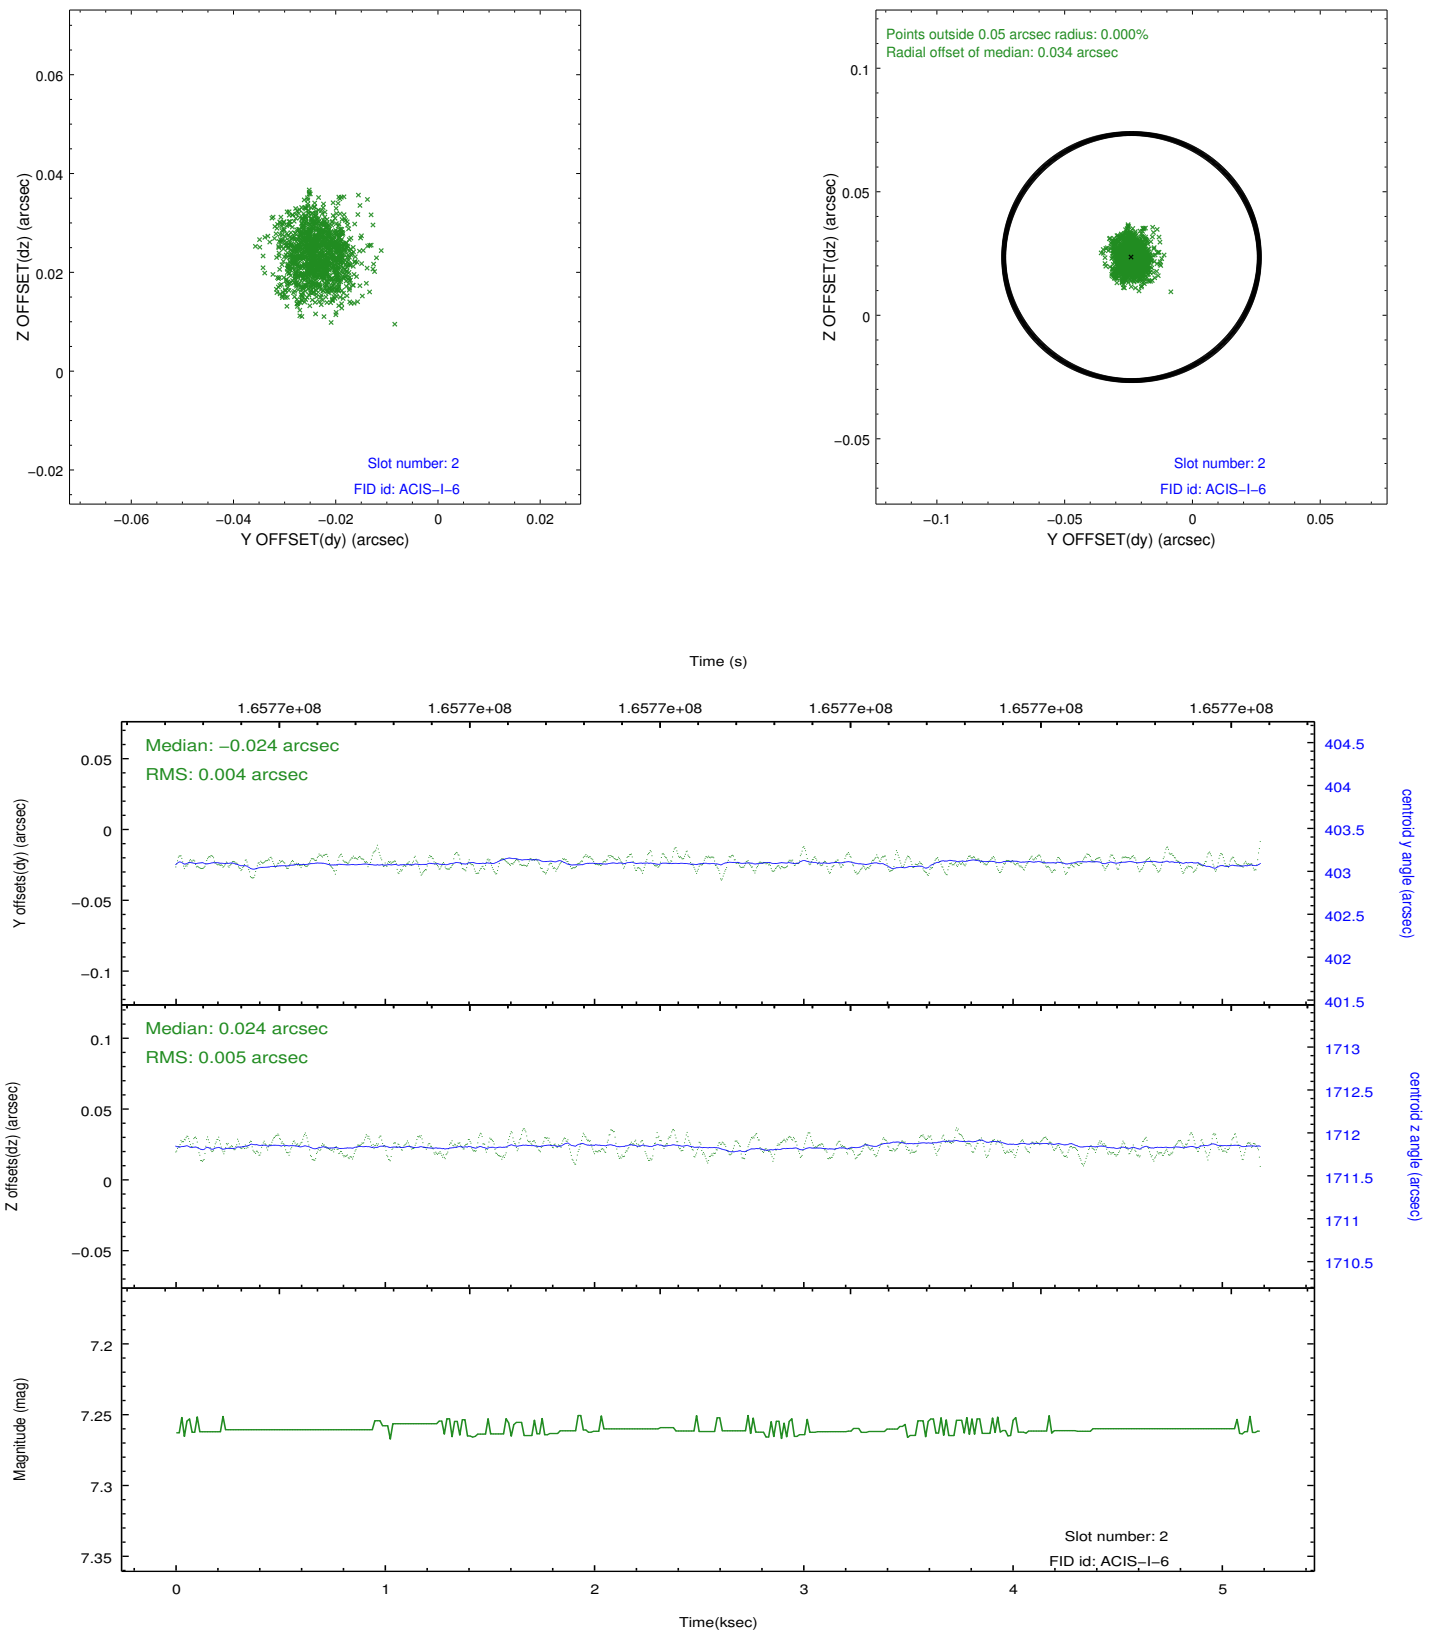 0.06
0.04
0.02
0
−0.02
Z OFFSET(dz) (arcsec)
Slot number: 2
FID id: ACIS−I−6
−0.06
−0.04
−0.02
0
0.02
Y OFFSET(dy) (arcsec)
Points outside 0.05 arcsec radius: 0.000%
Radial offset of median: 0.034 arcsec
0.1
0.05
0
−0.05
Z OFFSET(dz) (arcsec)
Slot number: 2
FID id: ACIS−I−6
−0.1
−0.05
0
0.05
Y OFFSET(dy) (arcsec)
Time (s)
1.6577e+08
1.6577e+08
1.6577e+08
1.6577e+08
1.6577e+08
1.6577e+08
Median: −0.024 arcsec
RMS: 0.004 arcsec
0.05
0
−0.05
−0.1
Y offsets(dy) (arcsec)
404.5
404
403.5
403
402.5
402
401.5
centroid y angle (arcsec)
Median: 0.024 arcsec
RMS: 0.005 arcsec
0.1
0.05
0
−0.05
Z offsets(dz) (arcsec)
1713
1712.5
1712
1711.5
1711
1710.5
centroid z angle (arcsec)
7.2
7.25
7.3
7.35
Magnitude (mag)
Slot number: 2
FID id: ACIS−I−6
0
1
2
3
4
5
Time(ksec)